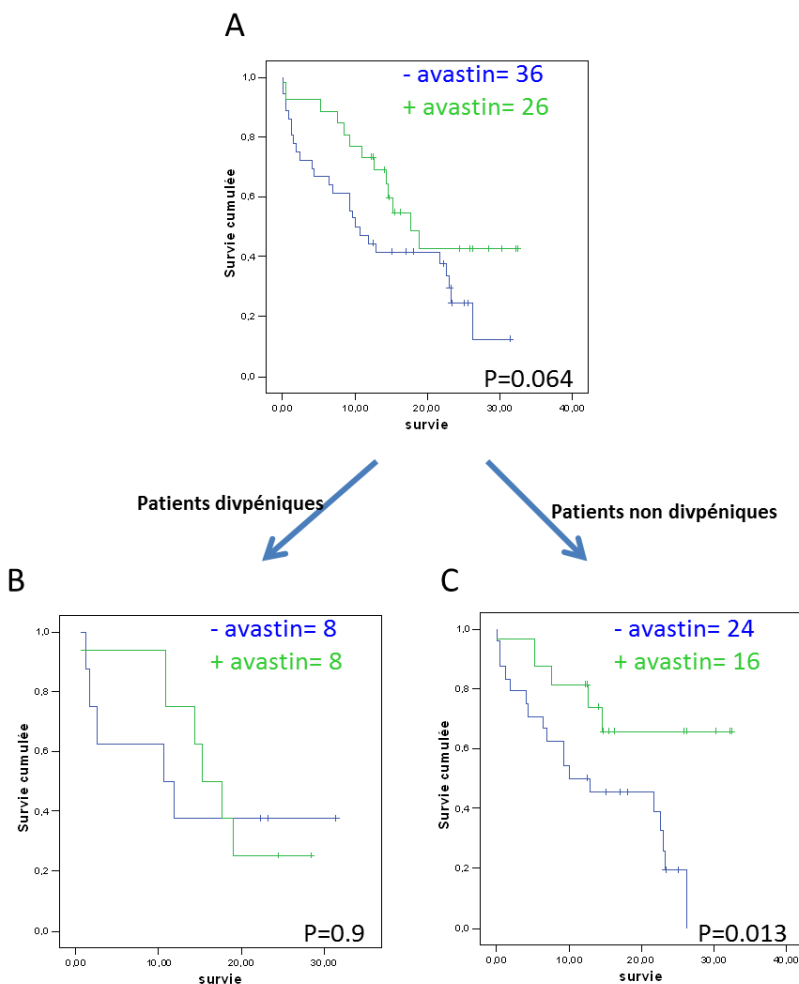 A
- avastin= 36
+ avastin= 26
Survie cumulée
1,0
0,8
0,6
0,4
0,2
0,0
P=0.064
0,00 10,00 20,00 30,00 40,00
survie
Patients divpéniques
Patients non divpéniques
B
- avastin= 8
+ avastin= 8
Survie cumulée
1,0
0,8
0,6
0,4
0,2
0,0
P=0.9
0,00 10,00 20,00 30,00
survie
C
- avastin= 24
+ avastin= 16
Survie cumulée
1,0
0,8
0,6
0,4
0,2
0,0
P=0.013
0,00 10,00 20,00 30,00 40,00
survie